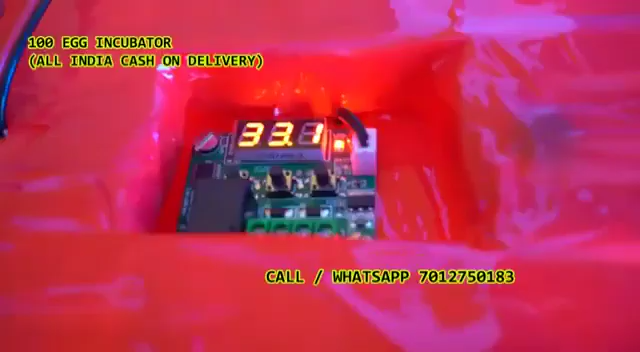 100 EGG INCUBATOR
(ALL INDIA CASH ON DELIVERY)
33.1
CALL / WHATSAPP 7012750183